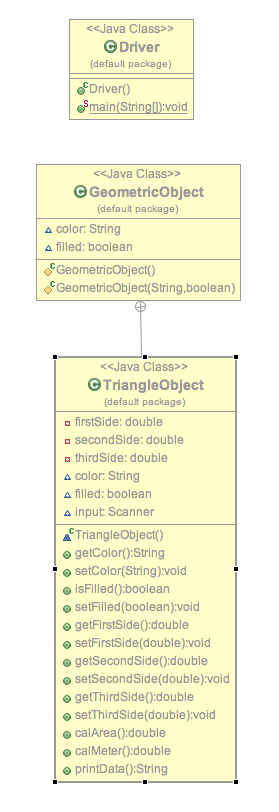 <<Java Class>>
Driver
(default package)
Driver()
main(String[]):void
<<Java Class>>
GeometricObject
(default package)
color: String
filled: boolean
GeometricObject()
GeometricObject(String,boolean)
<<Java Class>>
TriangleObject
(default package)
firstSide: double
secondSide: double
thirdSide: double
color: String
filled: boolean
input: Scanner
TriangleObject()
getColor():String
setColor(String):void
isFilled():boolean
setFilled(boolean):void
getFirstSide():double
setFirstSide(double):void
getSecondSide():double
setSecondSide(double):void
getThirdSide():double
setThirdSide(double):void
calArea():double
calMeter():double
printData():String